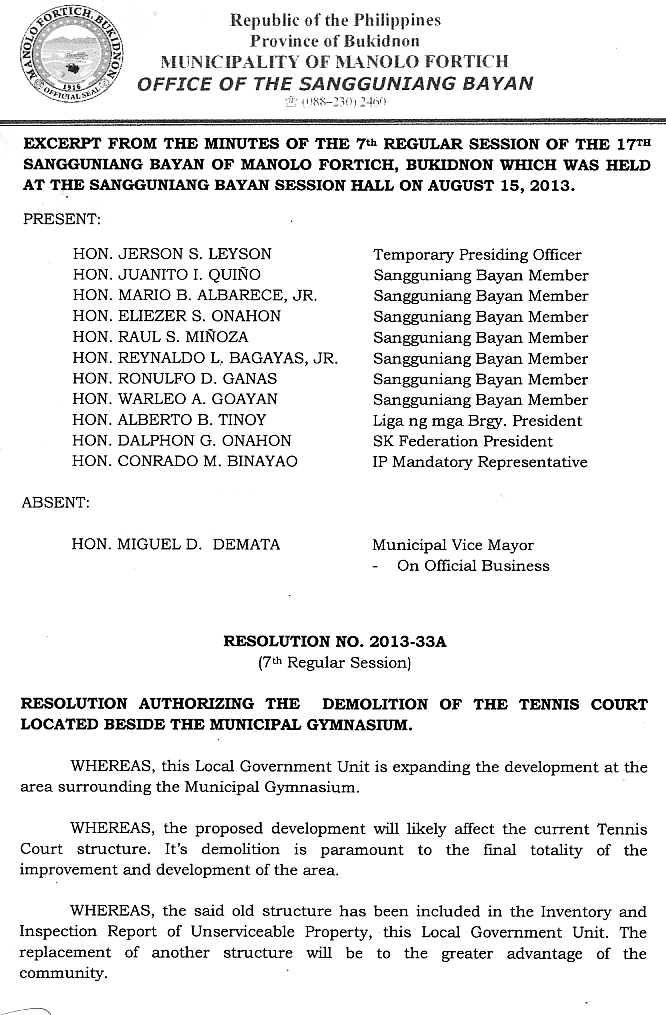 MANOLO FORTICH, BUKIDNON
1916
OFFICIAL SEAL
Republic of the Philippines
Province of Bukidnon
MUNICIPALITY OF MANOLO FORTICH
OFFICE OF THE SANGGUNIANG BAYAN
☏ (088-230) 2460
EXCERPT FROM THE MINUTES OF THE 7th REGULAR SESSION OF THE 17TH
SANGGUNIANG BAYAN OF MANOLO FORTICH, BUKIDNON WHICH WAS HELD
AT THE SANGGUNIANG BAYAN SESSION HALL ON AUGUST 15, 2013.
PRESENT:
HON. JERSON S. LEYSON Temporary Presiding Officer
HON. JUANITO I. QUIÑO Sangguniang Bayan Member
HON. MARIO B. ALBARECE, JR. Sangguniang Bayan Member
HON. ELIEZER S. ONAHON Sangguniang Bayan Member
HON. RAUL S. MIÑOZA Sangguniang Bayan Member
HON. REYNALDO L. BAGAYAS, JR. Sangguniang Bayan Member
HON. RONULFO D. GANAS Sangguniang Bayan Member
HON. WARLEO A. GOAYAN Sangguniang Bayan Member
HON. ALBERTO B. TINOY Liga ng mga Brgy. President
HON. DALPHON G. ONAHON SK Federation President
HON. CONRADO M. BINAYAO IP Mandatory Representative
ABSENT:
HON. MIGUEL D. DEMATA Municipal Vice Mayor
- On Official Business
RESOLUTION NO. 2013-33A
(7th Regular Session)
RESOLUTION AUTHORIZING THE DEMOLITION OF THE TENNIS COURT
LOCATED BESIDE THE MUNICIPAL GYMNASIUM.
WHEREAS, this Local Government Unit is expanding the development at the
area surrounding the Municipal Gymnasium.
WHEREAS, the proposed development will likely affect the current Tennis
Court structure. It's demolition is paramount to the final totality of the
improvement and development of the area.
WHEREAS, the said old structure has been included in the Inventory and
Inspection Report of Unserviceable Property, this Local Government Unit. The
replacement of another structure will be to the greater advantage of the
community.